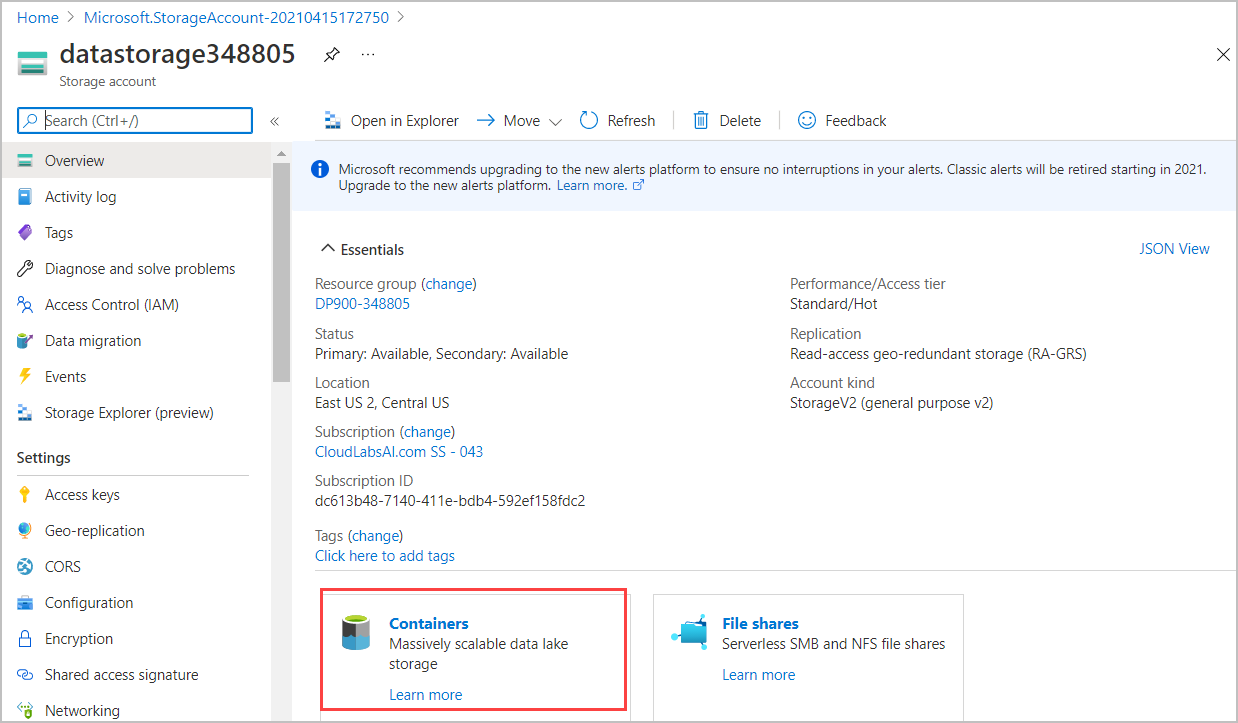 Home > Microsoft.StorageAccount-20210415172750 >
datastorage348805
...
Storage account
Search (Ctrl+/)
«
Open in Explorer
Move
Refresh
Delete
Feedback
Overview
Activity log
Tags
Diagnose and solve problems
Access Control (IAM)
Data migration
Events
Storage Explorer (preview)
Settings
Access keys
Geo-replication
CORS
Configuration
Encryption
Shared access signature
Networking
Microsoft recommends upgrading to the new alerts platform to ensure no interruptions in your alerts. Classic alerts will be retired starting in 2021.
Upgrade to the new alerts platform. Learn more.
Essentials
JSON View
Resource group (change)
DP900-348805
Status
Primary: Available, Secondary: Available
Location
East US 2, Central US
Subscription (change)
CloudLabsAI.com SS - 043
Subscription ID
dc613b48-7140-411e-bdb4-592ef158fdc2
Tags (change)
Click here to add tags
Performance/Access tier
Standard/Hot
Replication
Read-access geo-redundant storage (RA-GRS)
Account kind
StorageV2 (general purpose v2)
Containers
Massively scalable data lake
storage
Learn more
File shares
Serverless SMB and NFS file shares
Learn more